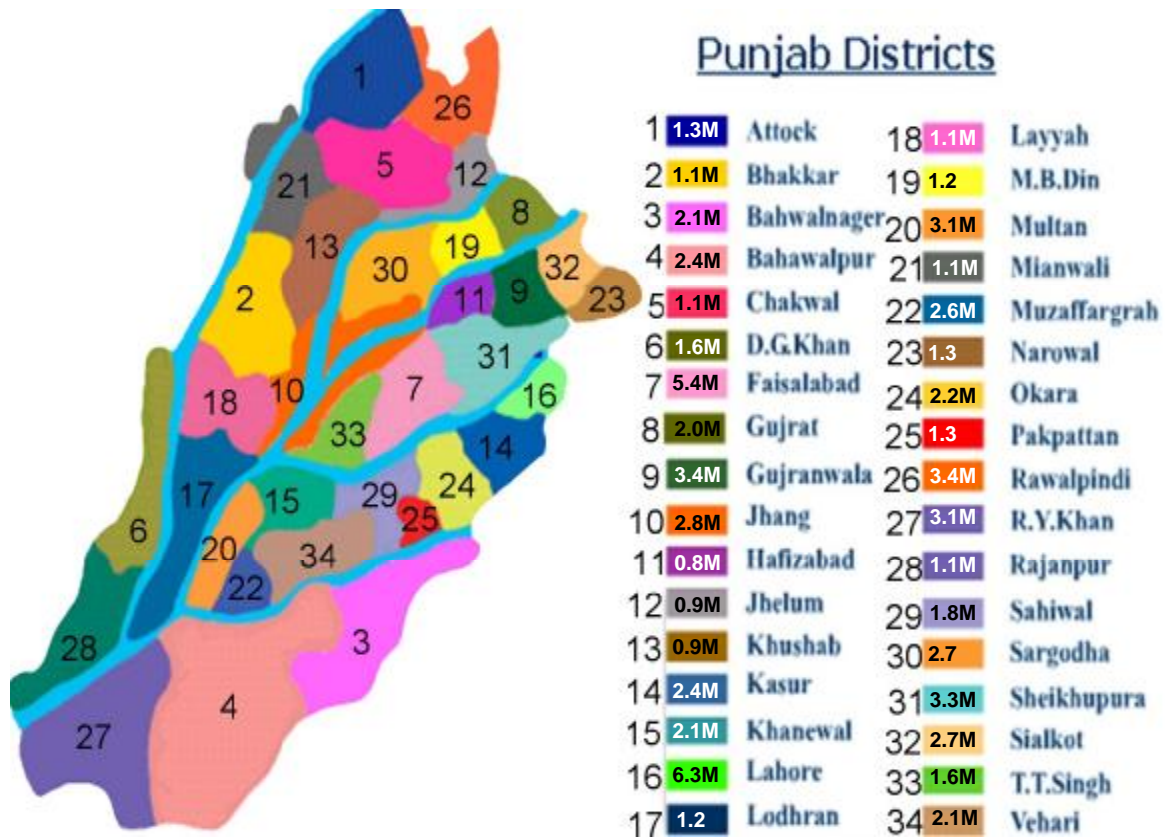 Punjab Districts
1 1.3M Attock
2 1.1M Bhakkar
3 2.1M Bahwalnager
4 2.4M Bahawalpur
5 1.1M Chakwal
6 1.6M D.G.Khan
7 5.4M Faisalabad
8 2.0M Gujrat
9 3.4M Gujranwala
10 2.8M Jhang
11 0.8M Hafizabad
12 0.9M Jhelum
13 0.9M Khushab
14 2.4M Kasur
15 2.1M Khanewal
16 6.3M Lahore
17 1.2 Lodhran
18 1.1M Layyah
19 1.2 M.B.Din
20 3.1M Multan
21 1.1M Mianwali
22 2.6M Muzaffargrah
23 1.3 Narowal
24 2.2M Okara
25 1.3 Pakpattan
26 3.4M Rawalpindi
27 3.1M R.Y.Khan
28 1.1M Rajanpur
29 1.8M Sahiwal
30 2.7 Sargodha
31 3.3M Sheikhupura
32 2.7M Sialkot
33 1.6M T.T.Singh
34 2.1M Vehari
1
26
5
12
21
8
13
19
30
32
2
11
9
23
31
10
7
16
18
33
14
17
15
29
24
25
6
20
34
22
28
3
4
27